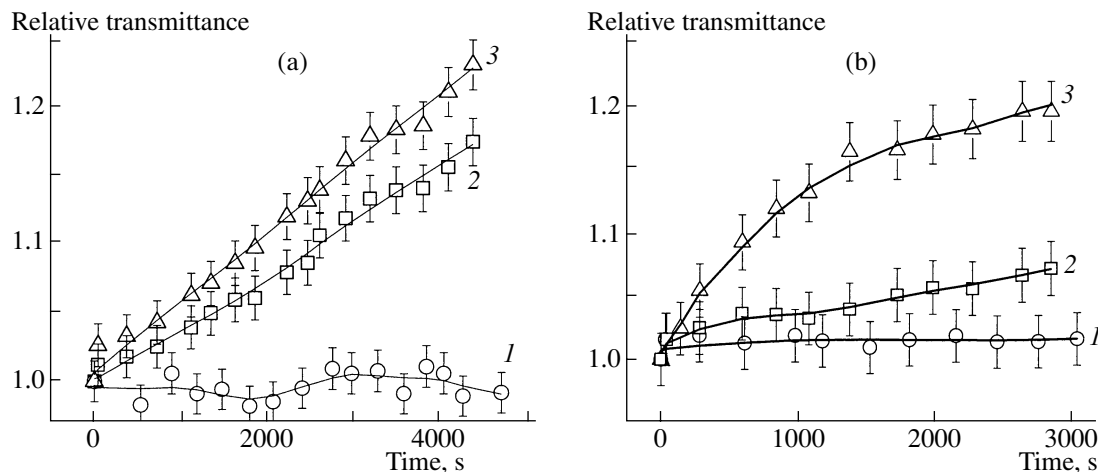 Relative transmittance
(a)
3
1.2
2
1.1
1
1.0
0 2000 4000
Time, s
Relative transmittance
(b)
3
1.2
1.1
2
1
1.0
0 1000 2000 3000
Time, s